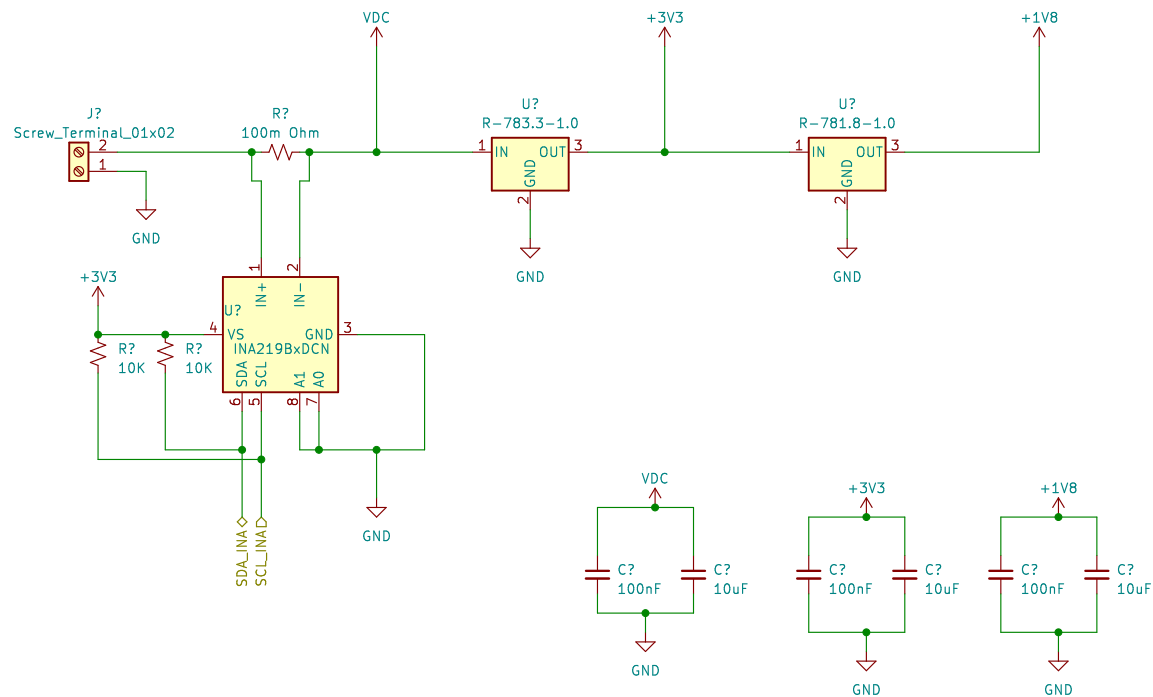 VDC
+3V3
+1V8
J?
Screw_Terminal_01x02
2
1
R?
100m Ohm
U?
R-783.3-1.0
1
IN
OUT
3
GND
2
U?
R-781.8-1.0
1
IN
OUT
3
GND
2
GND
GND
GND
+3V3
1
2
IN+
IN-
U?
4
VS
GND
3
INA219BxDCN
SDA
SCL
A1
A0
6
5
8
7
R?
10K
R?
10K
GND
SDA_INA
SCL_INA
VDC
C?
100nF
C?
10uF
GND
+3V3
C?
100nF
C?
10uF
GND
+1V8
C?
100nF
C?
10uF
GND